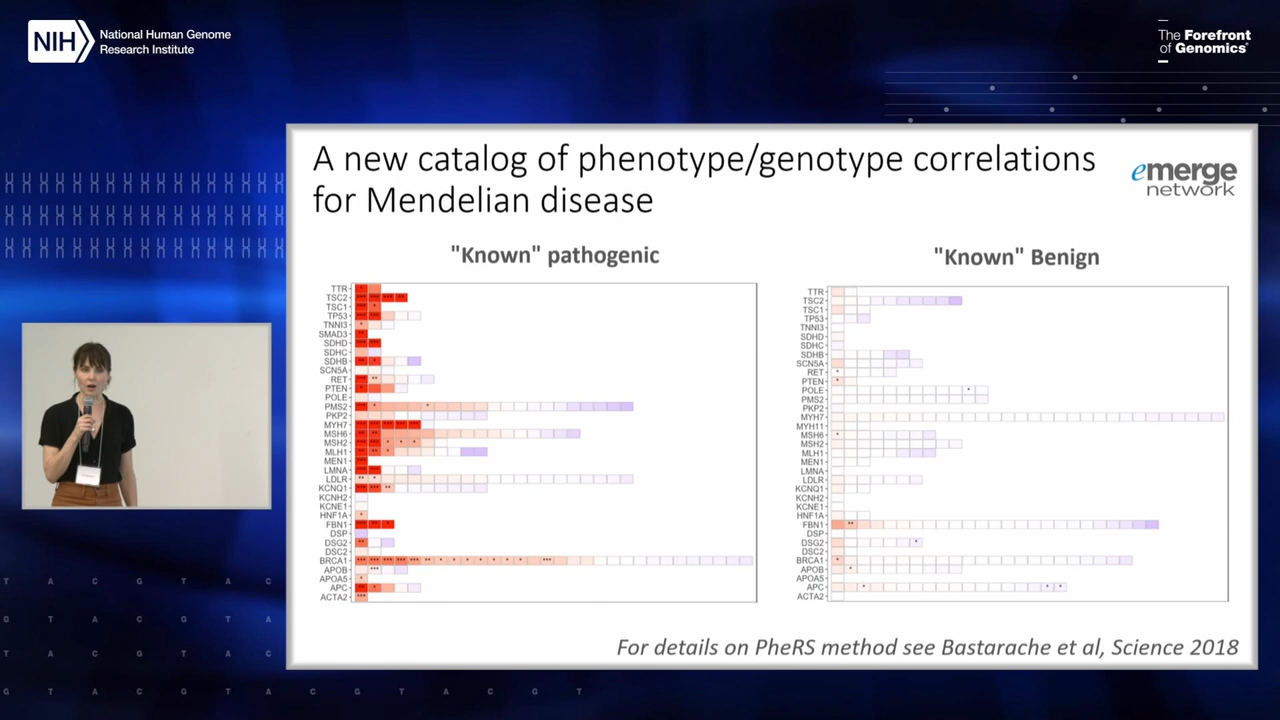 NIH
National Human Genome
Research Institute
The Forefront
of Genomics®
A new catalog of phenotype/genotype correlations
for Mendelian disease
emerge
network
"Known" pathogenic
"Known" Benign
TTR
TSC2
TSC1
TP53
TNNI3
SMAD3
SDHD
SDHC
SDHB
SCN5A
RET
PTEN
POLE
PMS2
PKP2
MYH7
MSH6
MSH2
MLH1
MEN1
LMNA
LDLR
KCNQ1
KCNH2
KCNE1
HNF1A
FBN1
DSP
DSG2
DSC2
BRCA1
APOB
APOA5
APC
ACTA2
TTR
TSC2
TSC1
TP53
TNNI3
SDHD
SDHC
SDHB
SCN5A
RET
PTEN
POLE
PMS2
PKP2
MYH7
MYH11
MSH6
MSH2
MLH1
MEN1
LMNA
LDLR
KCNQ1
KCNH2
KCNE1
HNF1A
FBN1
DSP
DSG2
DSC2
BRCA1
APOB
APOA5
APC
ACTA2
For details on PheRS method see Bastarache et al, Science 2018
T A C G T A C
G T A C G T A
T A C G T A C
G T A C G T A C G T A C G T